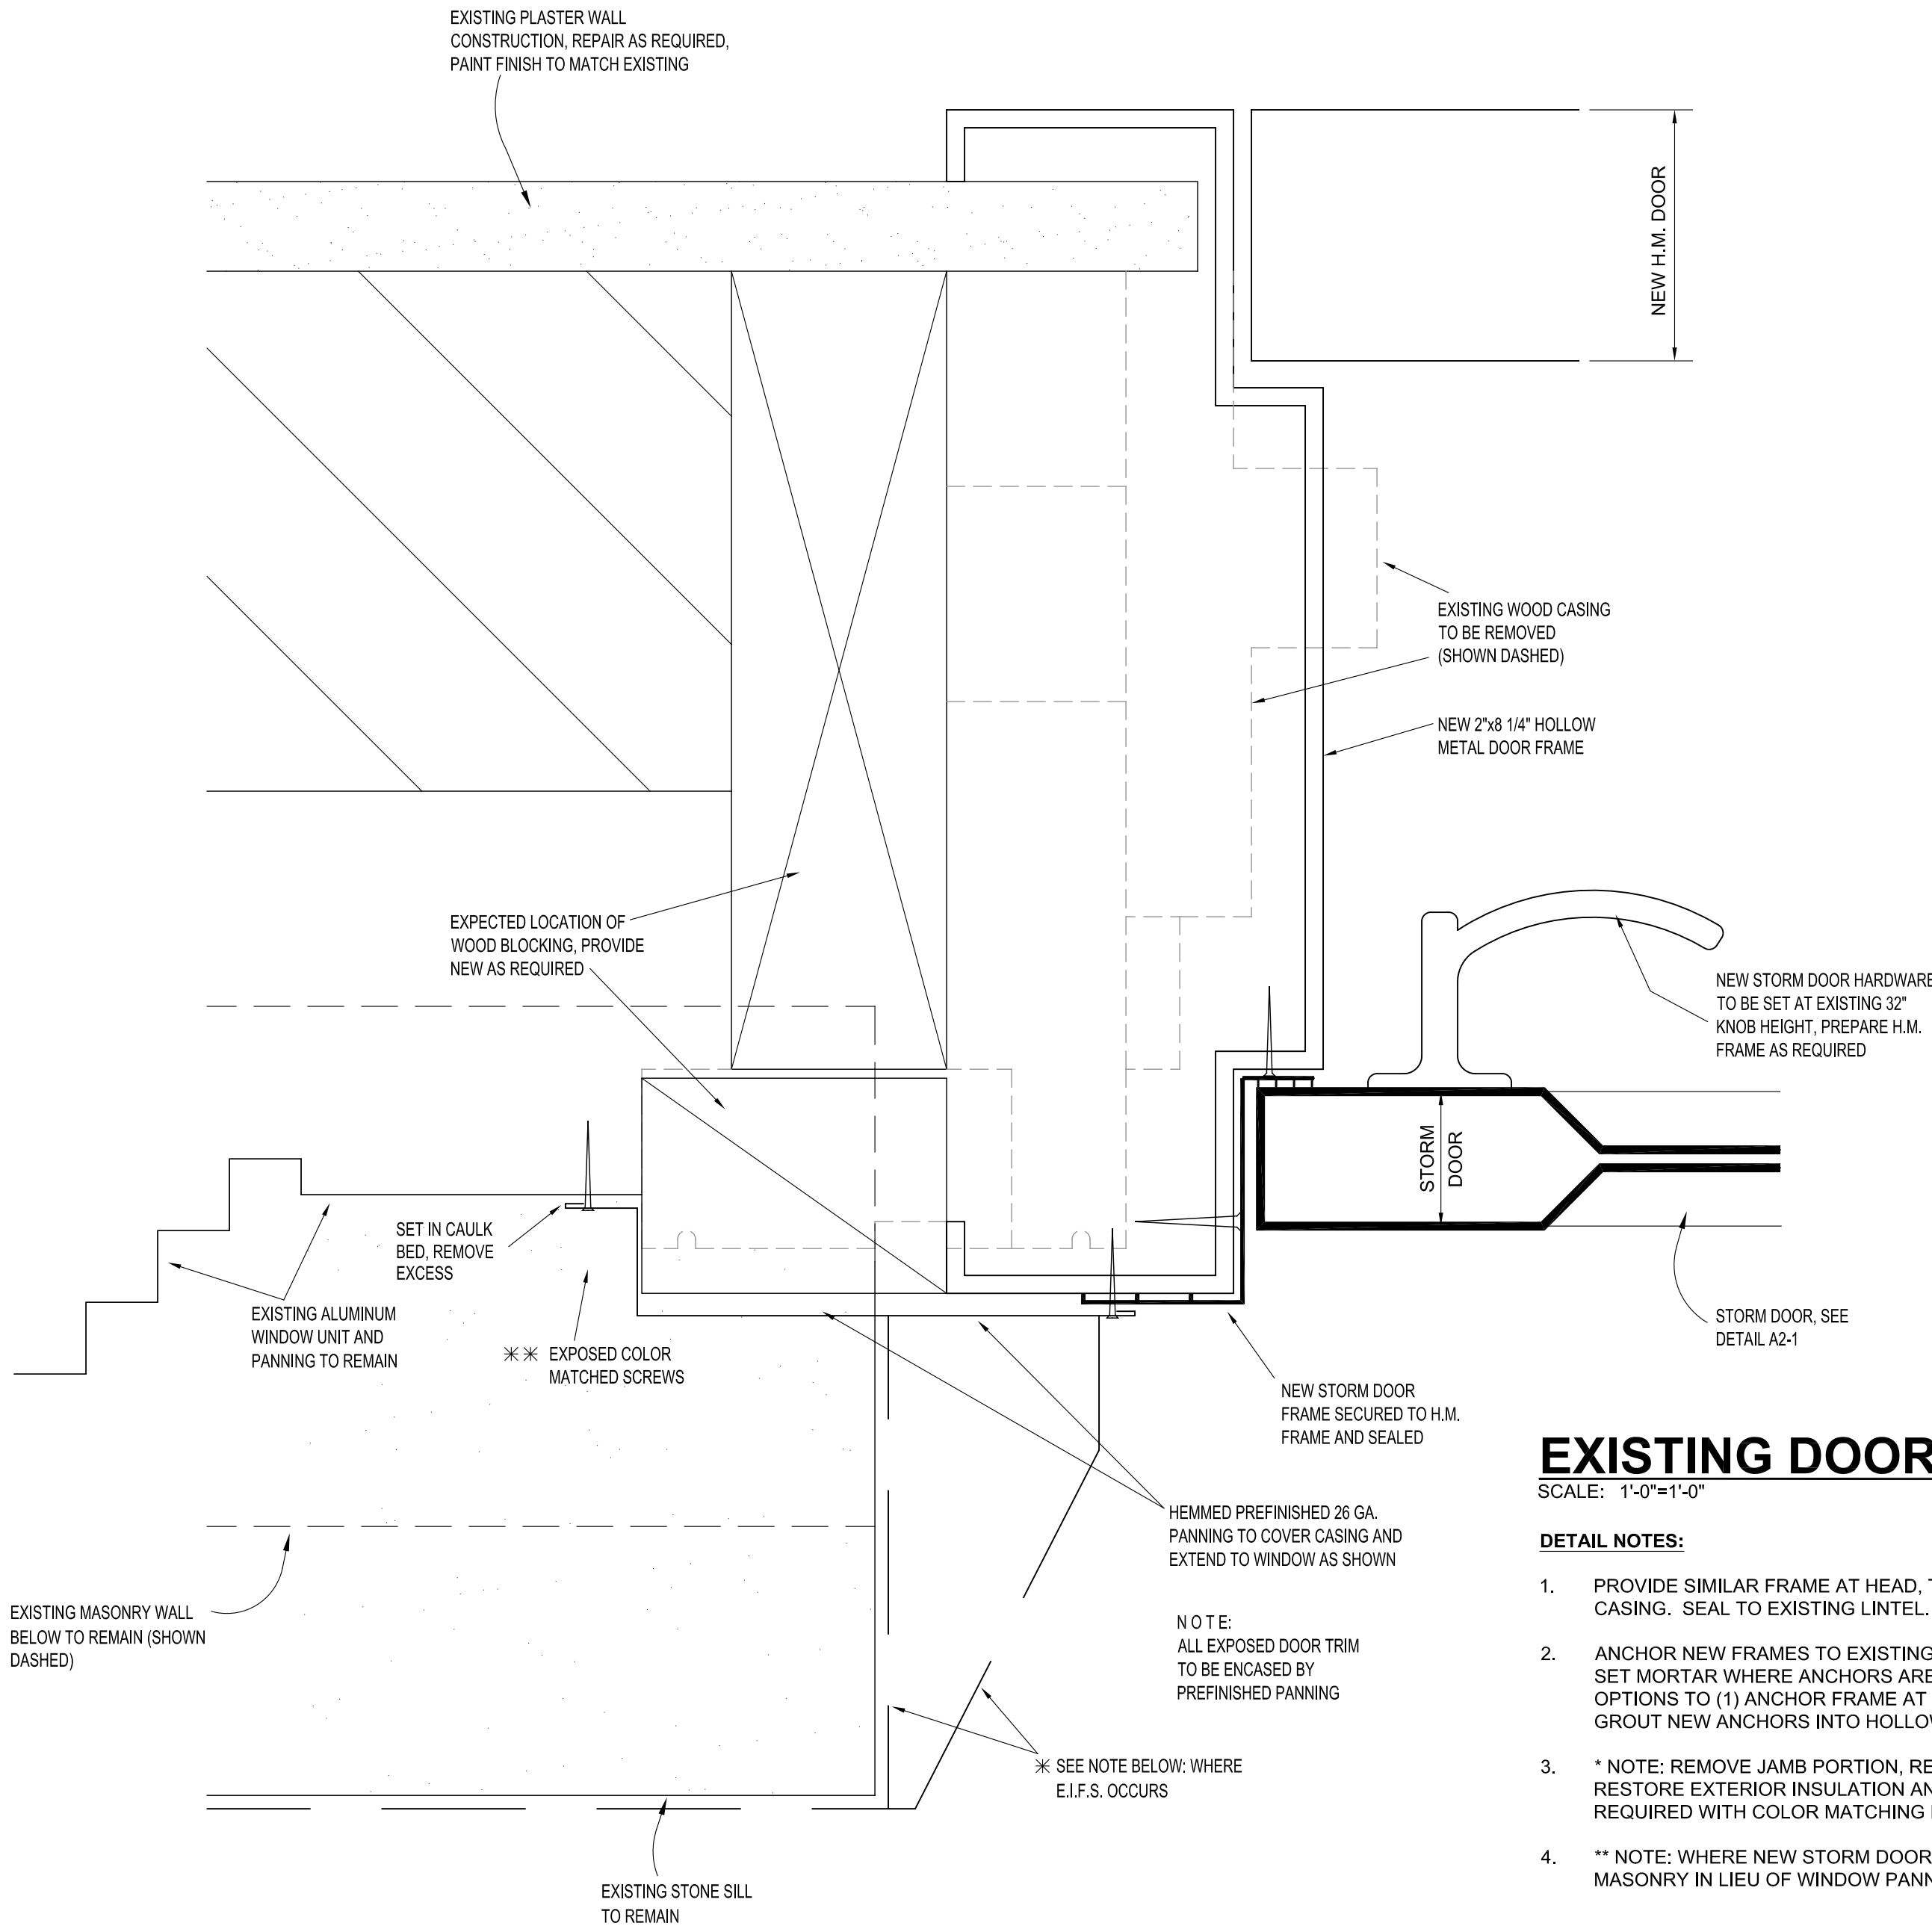 EXISTING PLASTER WALL
CONSTRUCTION, REPAIR AS REQUIRED,
PAINT FINISH TO MATCH EXISTING
NEW H.M. DOOR
EXISTING WOOD CASING
TO BE REMOVED
(SHOWN DASHED)
NEW 2"x8 1/4" HOLLOW
METAL DOOR FRAME
EXPECTED LOCATION OF
WOOD BLOCKING, PROVIDE
NEW AS REQUIRED
NEW STORM DOOR HARDWARE
TO BE SET AT EXISTING 32"
KNOB HEIGHT, PREPARE H.M.
FRAME AS REQUIRED
STORM
DOOR
SET IN CAULK
BED, REMOVE
EXCESS
EXISTING ALUMINUM
WINDOW UNIT AND
PANNING TO REMAIN
** EXPOSED COLOR
MATCHED SCREWS
STORM DOOR, SEE
DETAIL A2-1
NEW STORM DOOR
FRAME SECURED TO H.M.
FRAME AND SEALED
HEMMED PREFINISHED 26 GA.
PANNING TO COVER CASING AND
EXTEND TO WINDOW AS SHOWN
EXISTING MASONRY WALL
BELOW TO REMAIN (SHOWN
DASHED)
NOTE:
ALL EXPOSED DOOR TRIM
TO BE ENCASED BY
PREFINISHED PANNING
* SEE NOTE BELOW: WHERE
E.I.F.S. OCCURS
EXISTING STONE SILL
TO REMAIN
EXISTING DOOR
SCALE: 1'-0"=1'-0"
DETAIL NOTES:
1. PROVIDE SIMILAR FRAME AT HEAD,
CASING. SEAL TO EXISTING LINTEL.
2. ANCHOR NEW FRAMES TO EXISTING
SET MORTAR WHERE ANCHORS ARE
OPTIONS TO (1) ANCHOR FRAME AT
GROUT NEW ANCHORS INTO
3. * NOTE: REMOVE JAMB PORTION,
RESTORE EXTERIOR INSULATION
REQUIRED WITH COLOR MATCHING
4. ** NOTE: WHERE NEW STORM DOOR
MASONRY IN LIEU OF WINDOW